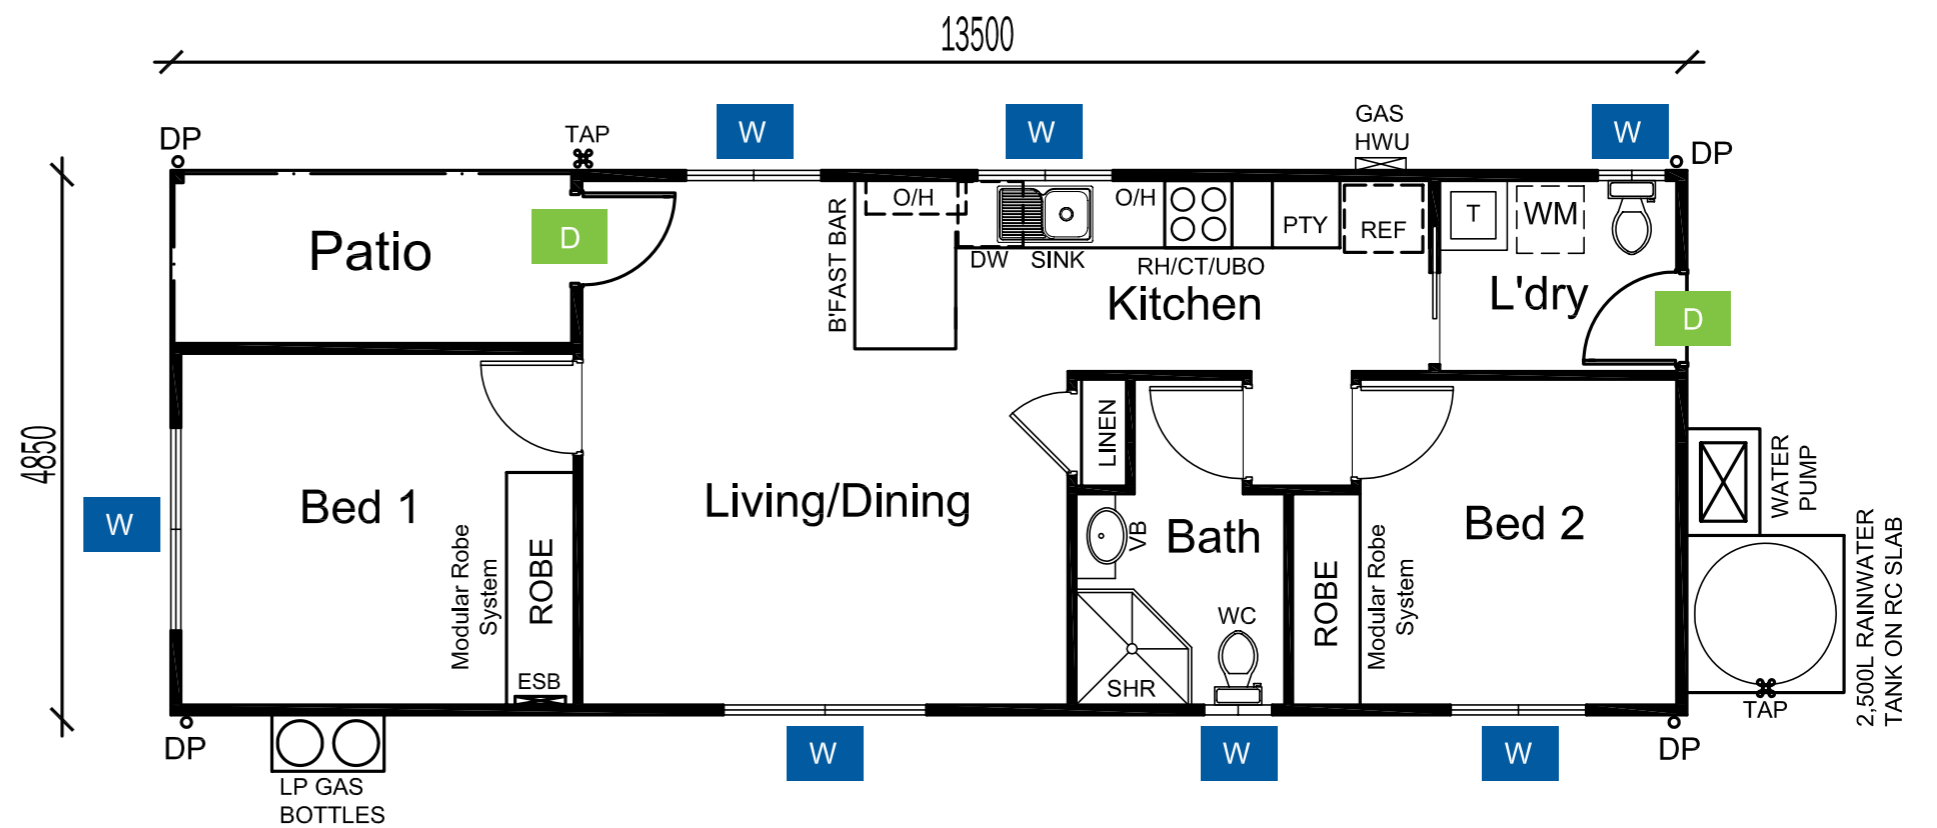 13500
W
W
GAS
HWU
W
DP
TAP
DP
O/H
O/H
B'FAST BAR
PTY
REF
T
WM
Patio
D
DW
SINK
RH/CT/UBO
Kitchen
L'dry
D
4850
LINEN
WATER
PUMP
W
Bed 1
Living/Dining
Bed 2
Bath
VB
Modular Robe
System
ROBE
ROBE
Modular Robe
System
2,500L RAINWATER
TANK ON RC SLAB
WC
ESB
SHR
TAP
DP
W
W
W
DP
LP GAS
BOTTLES